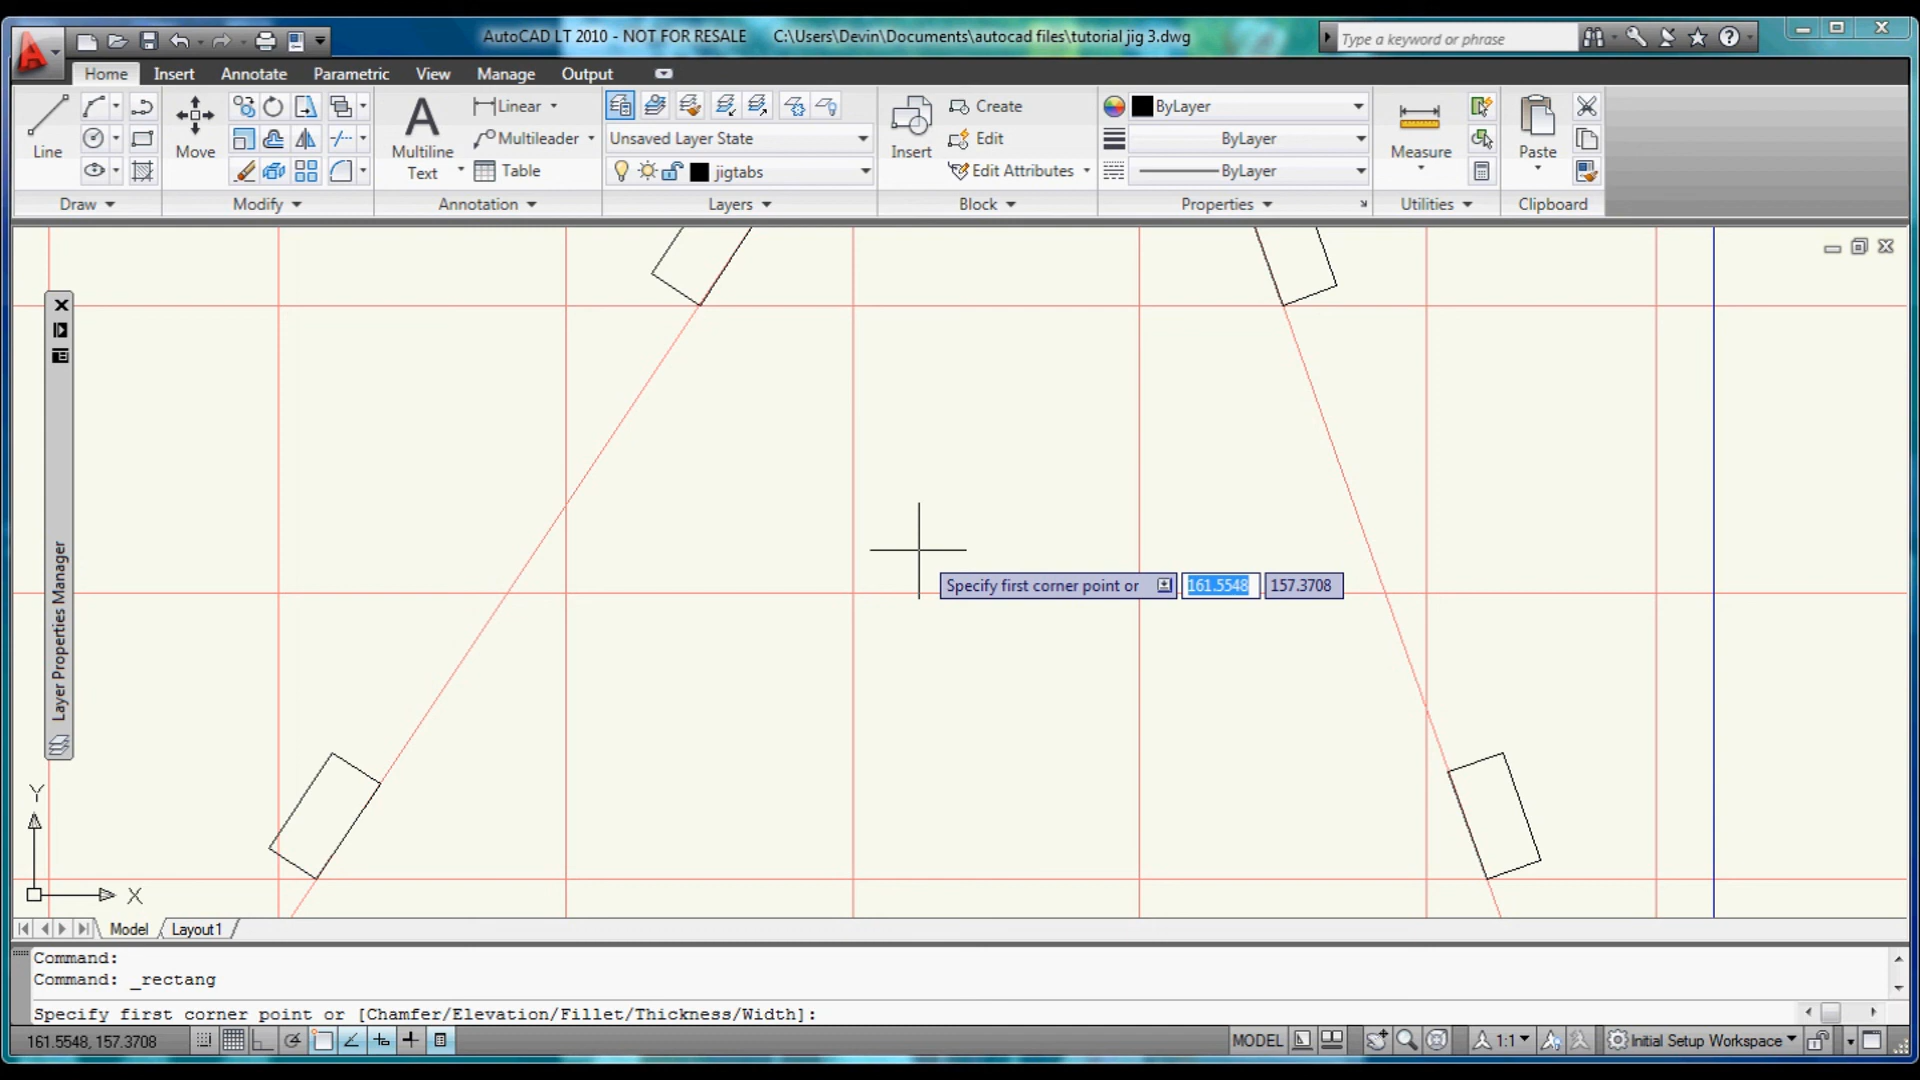 AutoCAD LT 2010 - NOT FOR RESALE C:\Users\Devin\Documents\autocad files\tutorial jig 3.dwg
Type a keyword or phrase
Home Insert Annotate Parametric View Manage Output
Line
Move
Multiline
Text
Linear
Multileader
Table
Unsaved Layer State
jigtabs
Insert
Create
Edit
Edit Attributes
ByLayer
ByLayer
ByLayer
Measure
Paste
Draw Modify Annotation Layers Block Properties Utilities Clipboard
Layer Properties Manager
Specify first corner point or 161.5548 157.3708
Y
X
Model Layout1
Command:
Command: _rectang
Specify first corner point or [Chamfer/Elevation/Fillet/Thickness/Width]:
161.5548, 157.3708 MODEL 1:1 Initial Setup Workspace